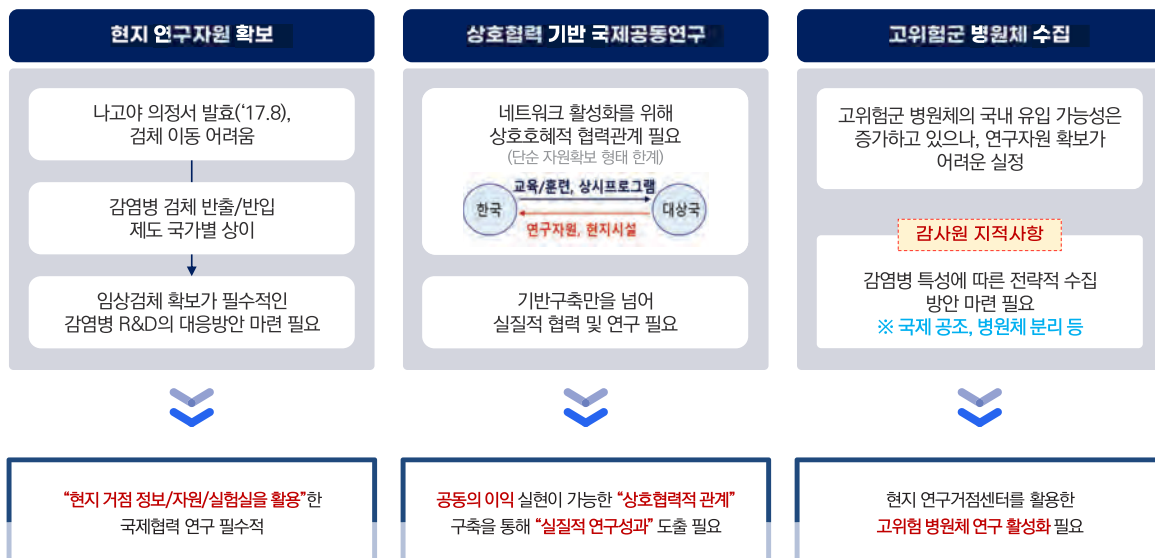 현지 연구자원 확보
나고야 의정서 발효(‘17.8),
검체 이동 어려움
감염병 검체 반출/반입
제도 국가별 상이
임상검체 확보가 필수적인
감염병 R&D의 대응방안 마련 필요
“현지 거점 정보/자원/실험실을 활용”한
국제협력 연구 필수적
상호협력 기반 국제공동연구
네트워크 활성화를 위해
상호호혜적 협력관계 필요
(단순 자원확보 형태 한계)
교육/훈련, 상시프로그램
한국
대상국
연구자원, 현지시설
기반구축만을 넘어
실질적 협력 및 연구 필요
공동의 이익 실현이 가능한 “상호협력적 관계”
구축을 통해 “실질적 연구성과” 도출 필요
고위험군 병원체 수집
고위험군 병원체의 국내 유입 가능성은
증가하고 있으나, 연구자원 확보가
어려운 실정
감사원 지적사항
감염병 특성에 따른 전략적 수집
방안 마련 필요
※ 국제 공조, 병원체 분리 등
현지 연구거점센터를 활용한
고위험 병원체 연구 활성화 필요